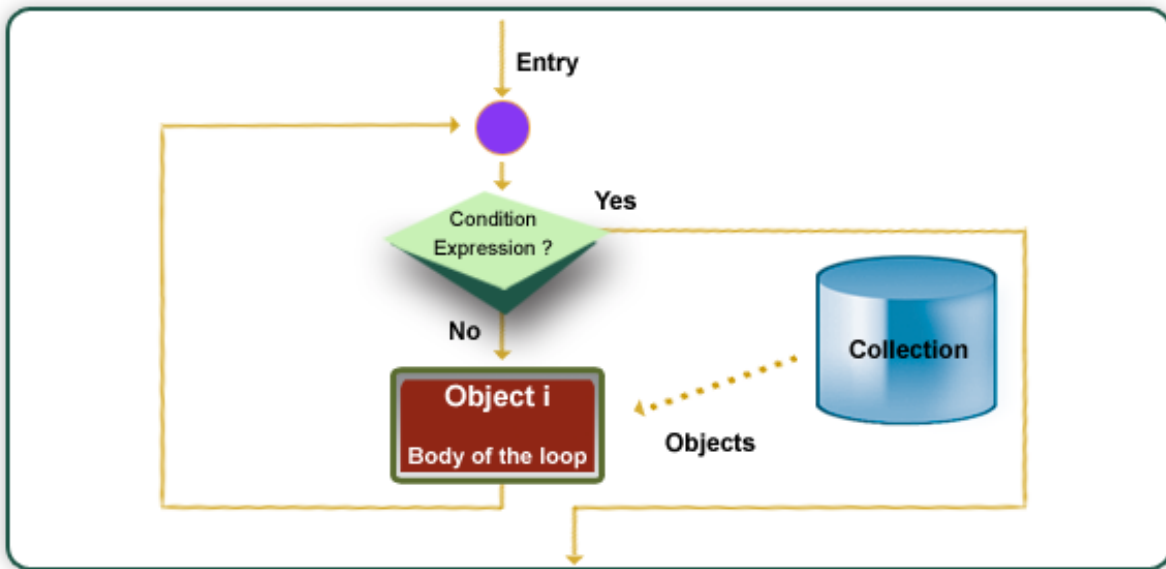 Entry
Yes
Condition
Expression ?
No
Collection
Object i
Objects
Body of the loop